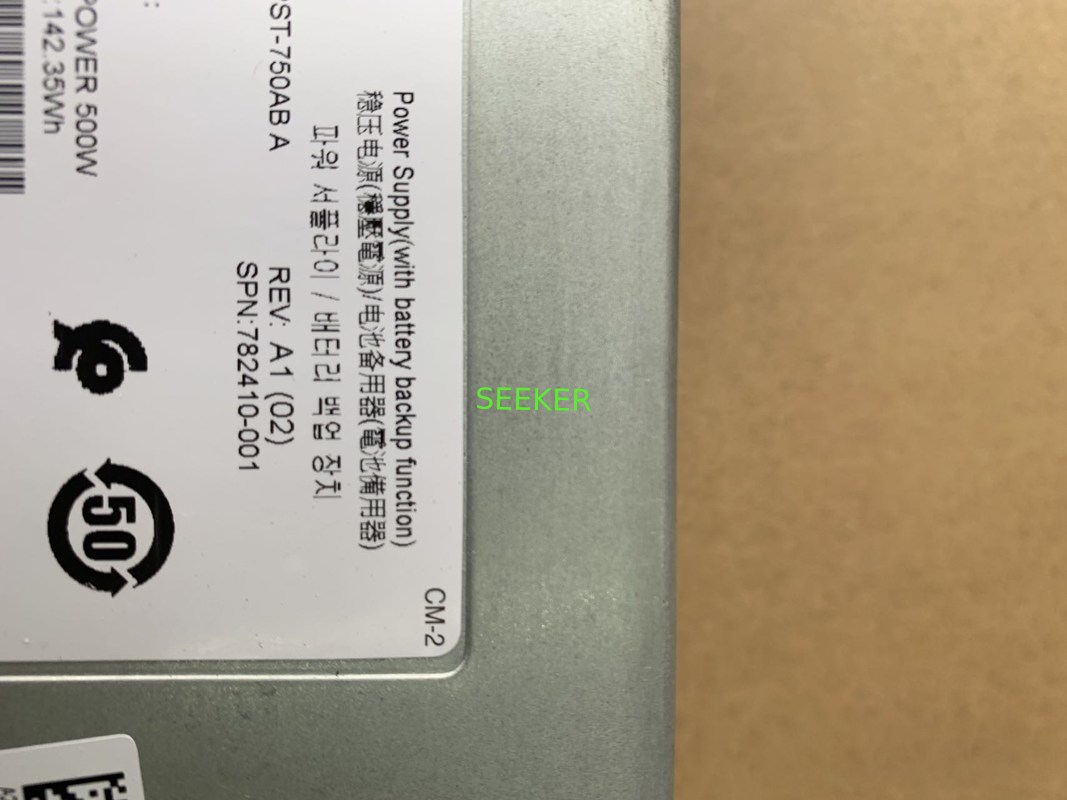 Power Supply(with battery backup function)
稳压电源(穩壓電源)/电池备用器(電池備用器)
파워 서플라이 / 배터리 백업 장치
ST-750AB A
REV: A1 (02)
SPN:782410-001
POWER 500W
:142.35Wh
50
CM-2
SEEKER